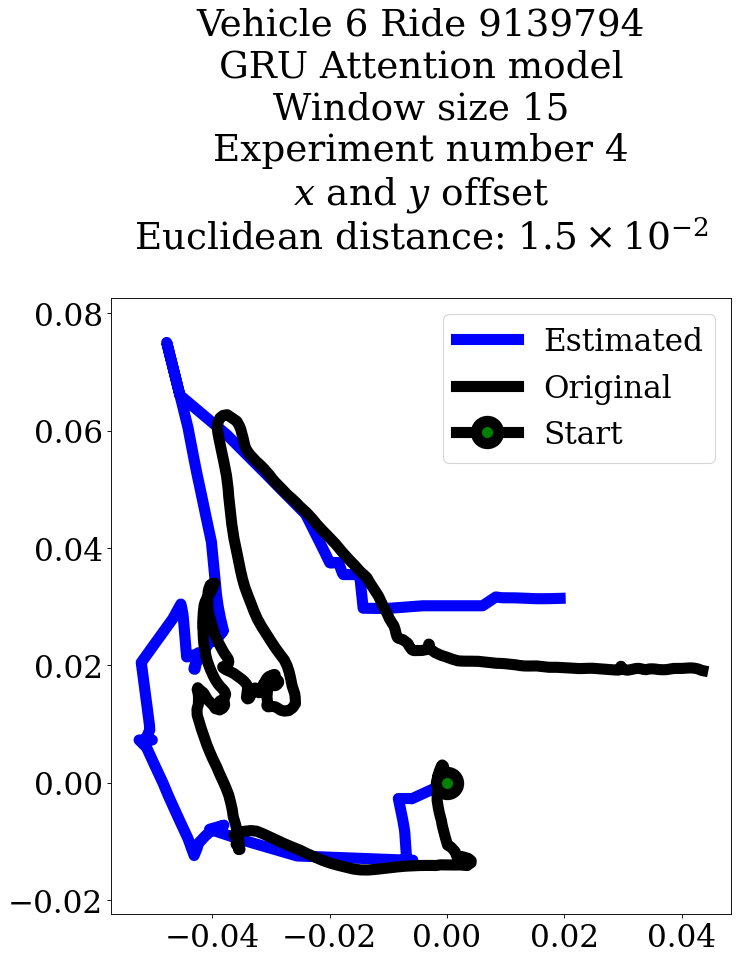 Vehicle 6 Ride 9139794
GRU Attention model
Window size 15
Experiment number 4
x and y offset
Euclidean distance: 1.5 × 10⁻²
Estimated
Original
Start
0.08
0.06
0.04
0.02
0.00
−0.02
−0.04 −0.02 0.00 0.02 0.04